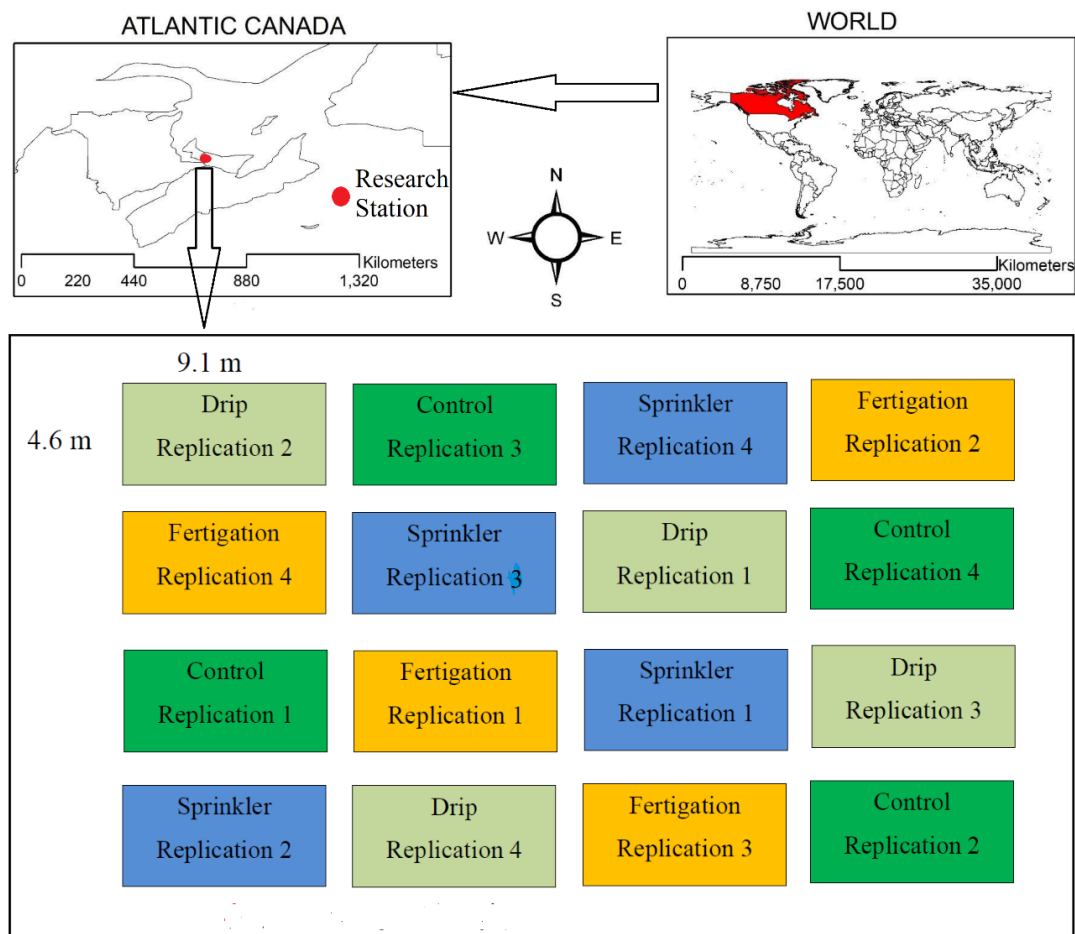 ATLANTIC CANADA
WORLD
Research
Station
N
W
E
S
Kilometers
0 220 440 880 1,320
Kilometers
0 8,750 17,500 35,000
9.1 m
4.6 m
Drip
Replication 2
Control
Replication 3
Sprinkler
Replication 4
Fertigation
Replication 2
Fertigation
Replication 4
Sprinkler
Replication 3
Drip
Replication 1
Control
Replication 4
Control
Replication 1
Fertigation
Replication 1
Sprinkler
Replication 1
Drip
Replication 3
Sprinkler
Replication 2
Drip
Replication 4
Fertigation
Replication 3
Control
Replication 2